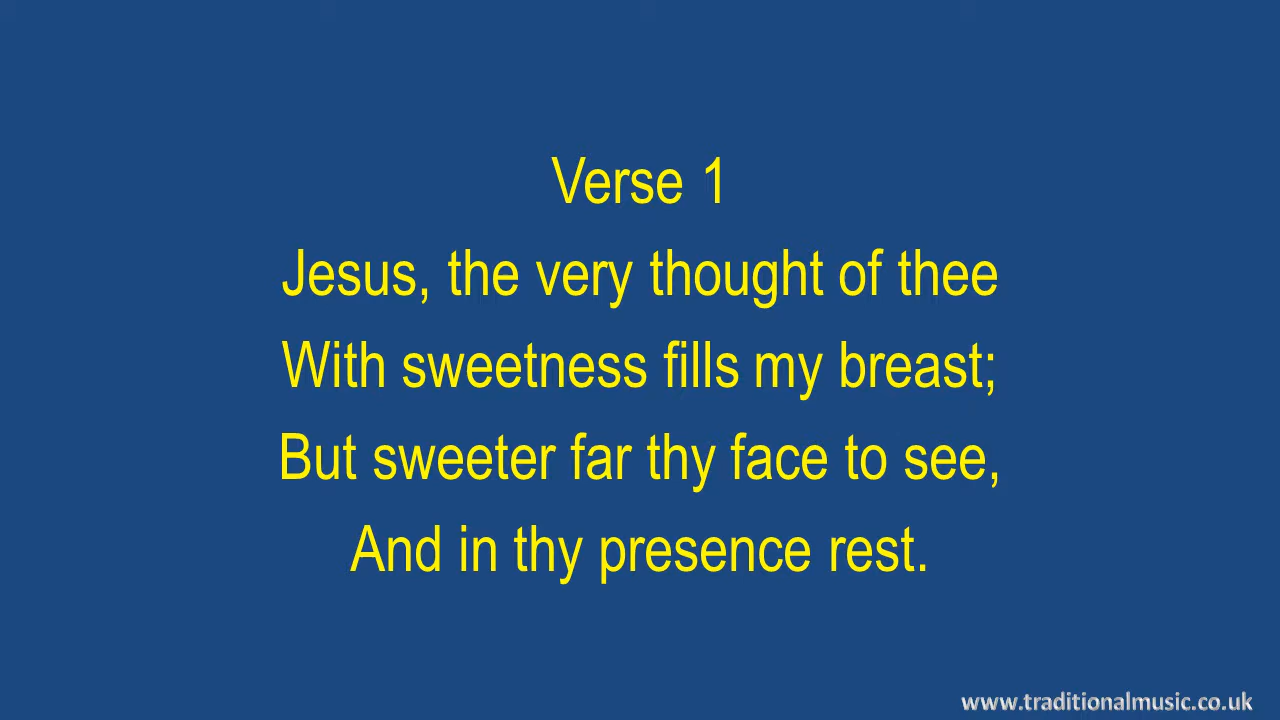 Verse 1
Jesus, the very thought of thee
With sweetness fills my breast;
But sweeter far thy face to see,
And in thy presence rest.
www.traditionalmusic.co.uk